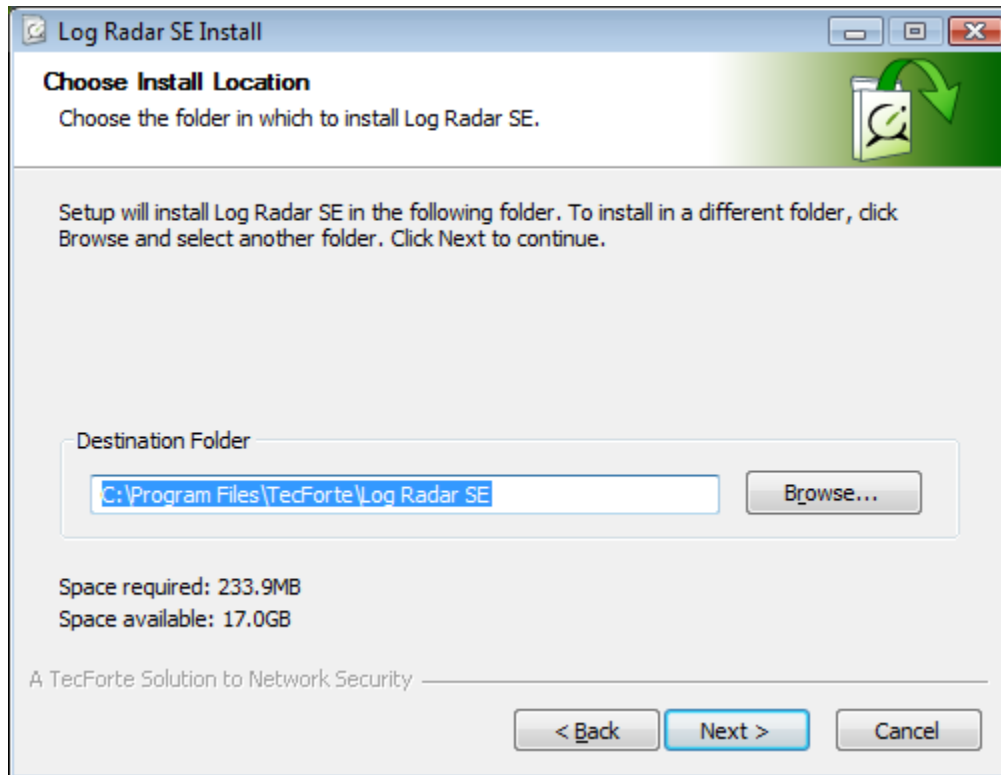 Log Radar SE Install
Choose Install Location
Choose the folder in which to install Log Radar SE.
Setup will install Log Radar SE in the following folder. To install in a different folder, click
Browse and select another folder. Click Next to continue.
Destination Folder
C:\Program Files\TecForte\Log Radar SE
Browse...
Space required: 233.9MB
Space available: 17.0GB
A TecForte Solution to Network Security
< Back Next > Cancel